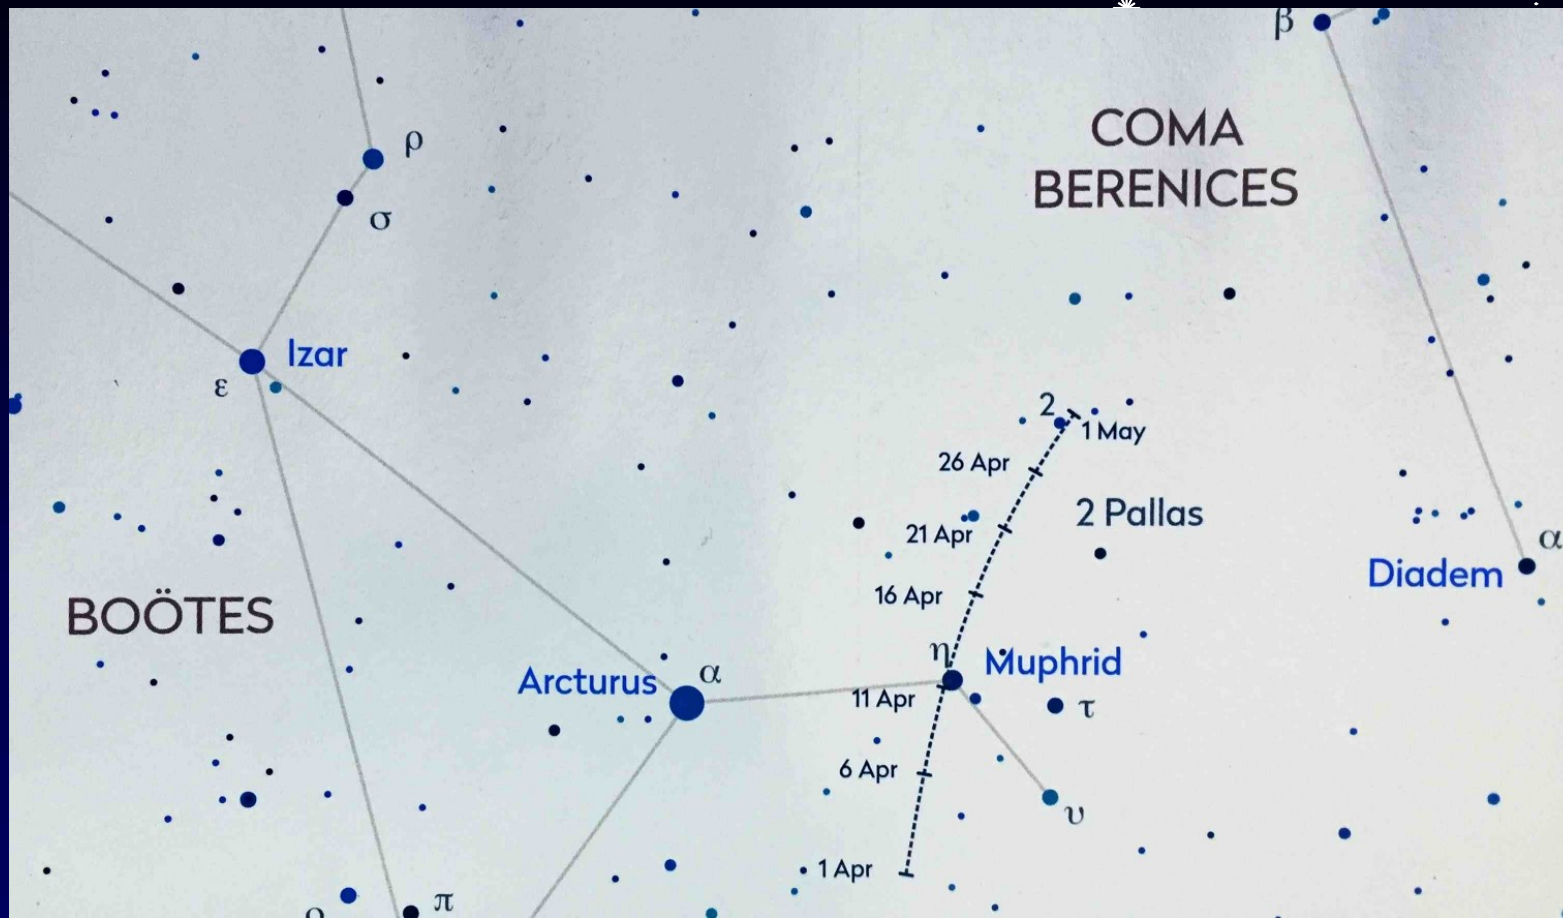 β
COMA
BERENICES
ρ
σ
Izar
ε
2
1 May
26 Apr
2 Pallas
21 Apr
α
Diadem
16 Apr
BOÖTES
η
Muphrid
Arcturus
α
11 Apr
τ
6 Apr
υ
1 Apr
π